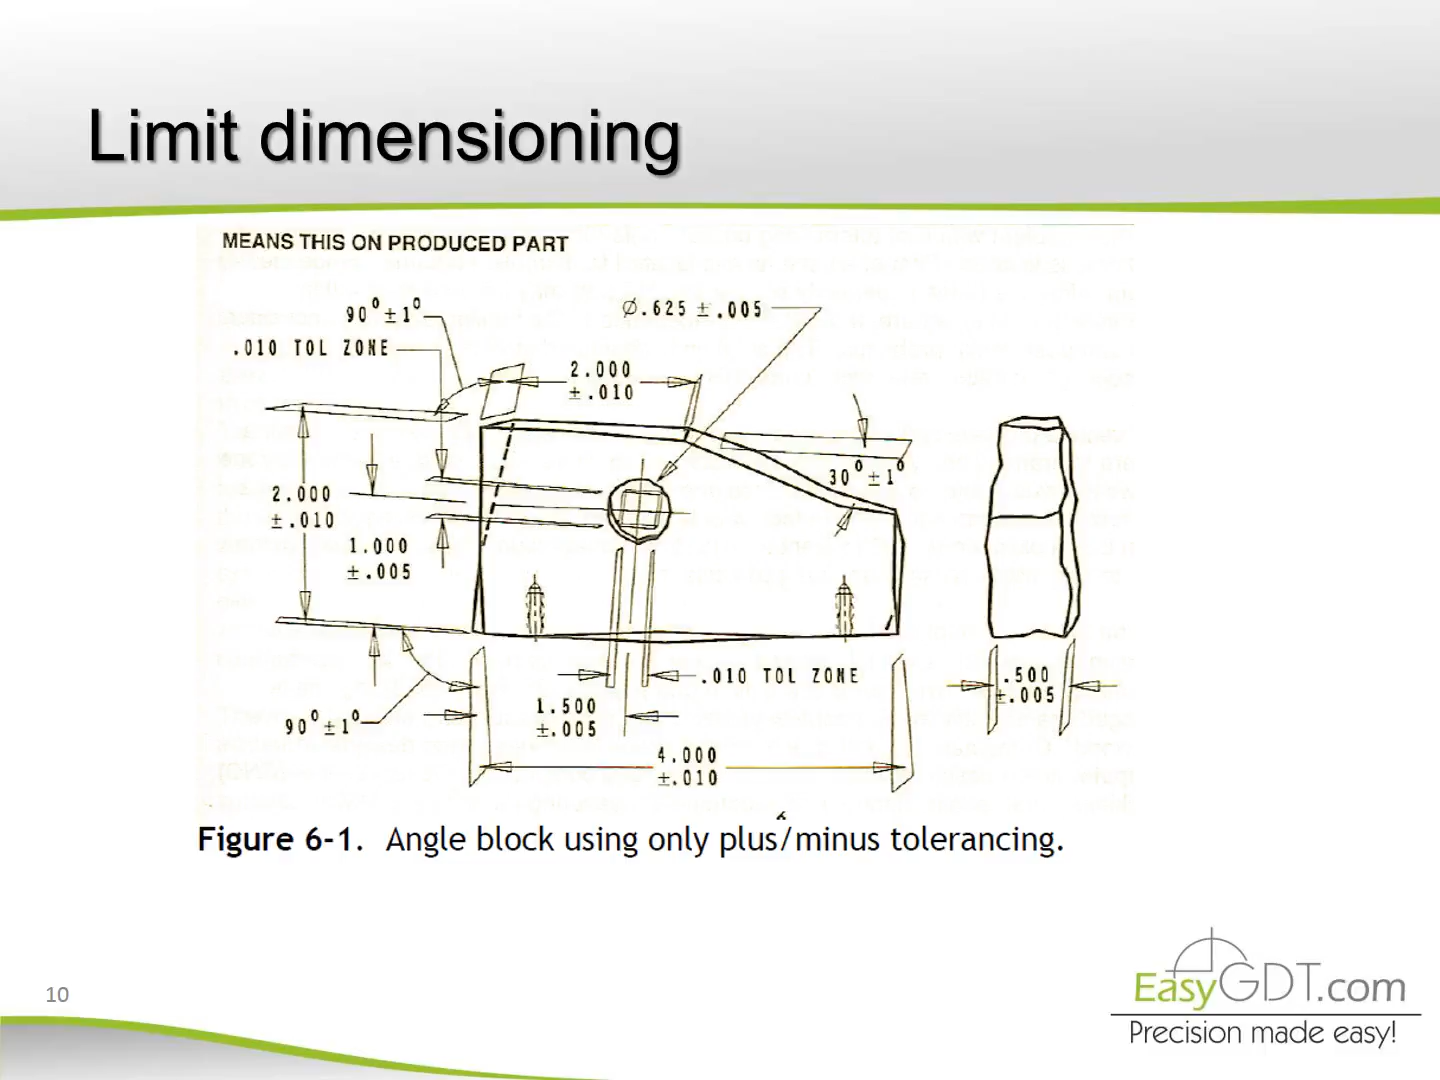 Limit dimensioning
MEANS THIS ON PRODUCED PART
90°±1°
Ø.625 ±.005
.010 TOL ZONE
2.000
±.010
30°±1°
2.000
±.010
1.000
±.005
.010 TOL ZONE
.500
±.005
1.500
±.005
90°±1°
4.000
±.010
Figure 6-1. Angle block using only plus/minus tolerancing.
10
EasyGDT.com
Precision made easy!